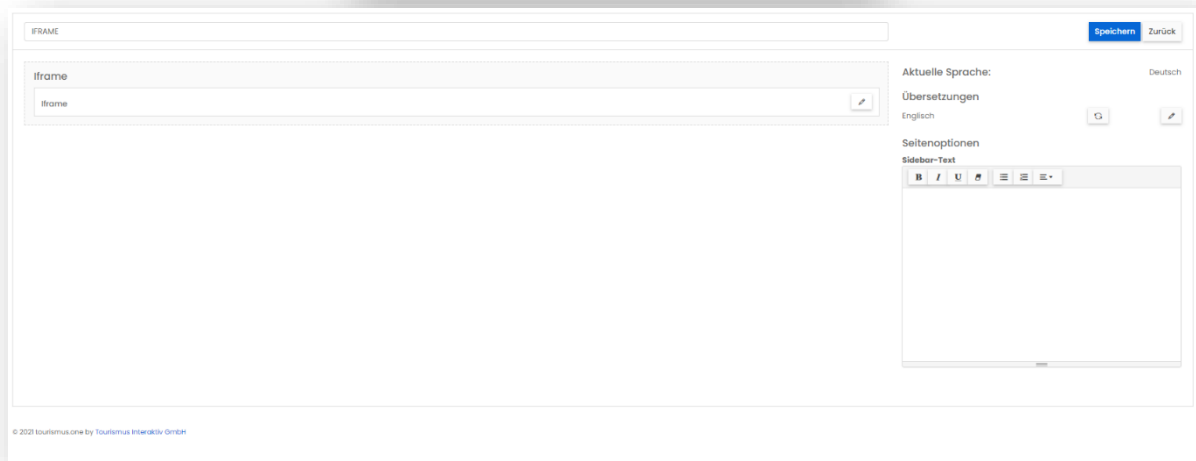 IFRAME
Speichern Zurück
Iframe
Iframe
Aktuelle Sprache: Deutsch
Übersetzungen
Englisch
Seitenoptionen
Sidebar-Text
B I U
© 2021 tourismus.one by Tourismus Interaktiv GmbH